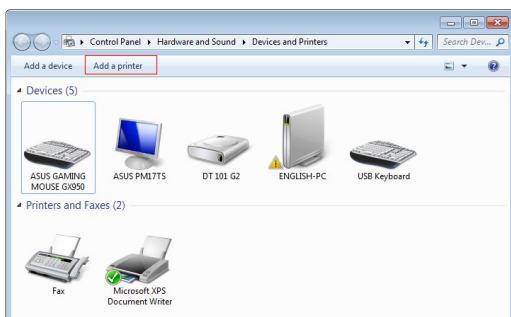 Control Panel ▸ Hardware and Sound ▸ Devices and Printers
Search Dev...
Add a device
Add a printer
Devices (5)
ASUS GAMING
MOUSE GX950
ASUS PM17TS
DT 101 G2
ENGLISH-PC
USB Keyboard
Printers and Faxes (2)
Fax
Microsoft XPS
Document Writer